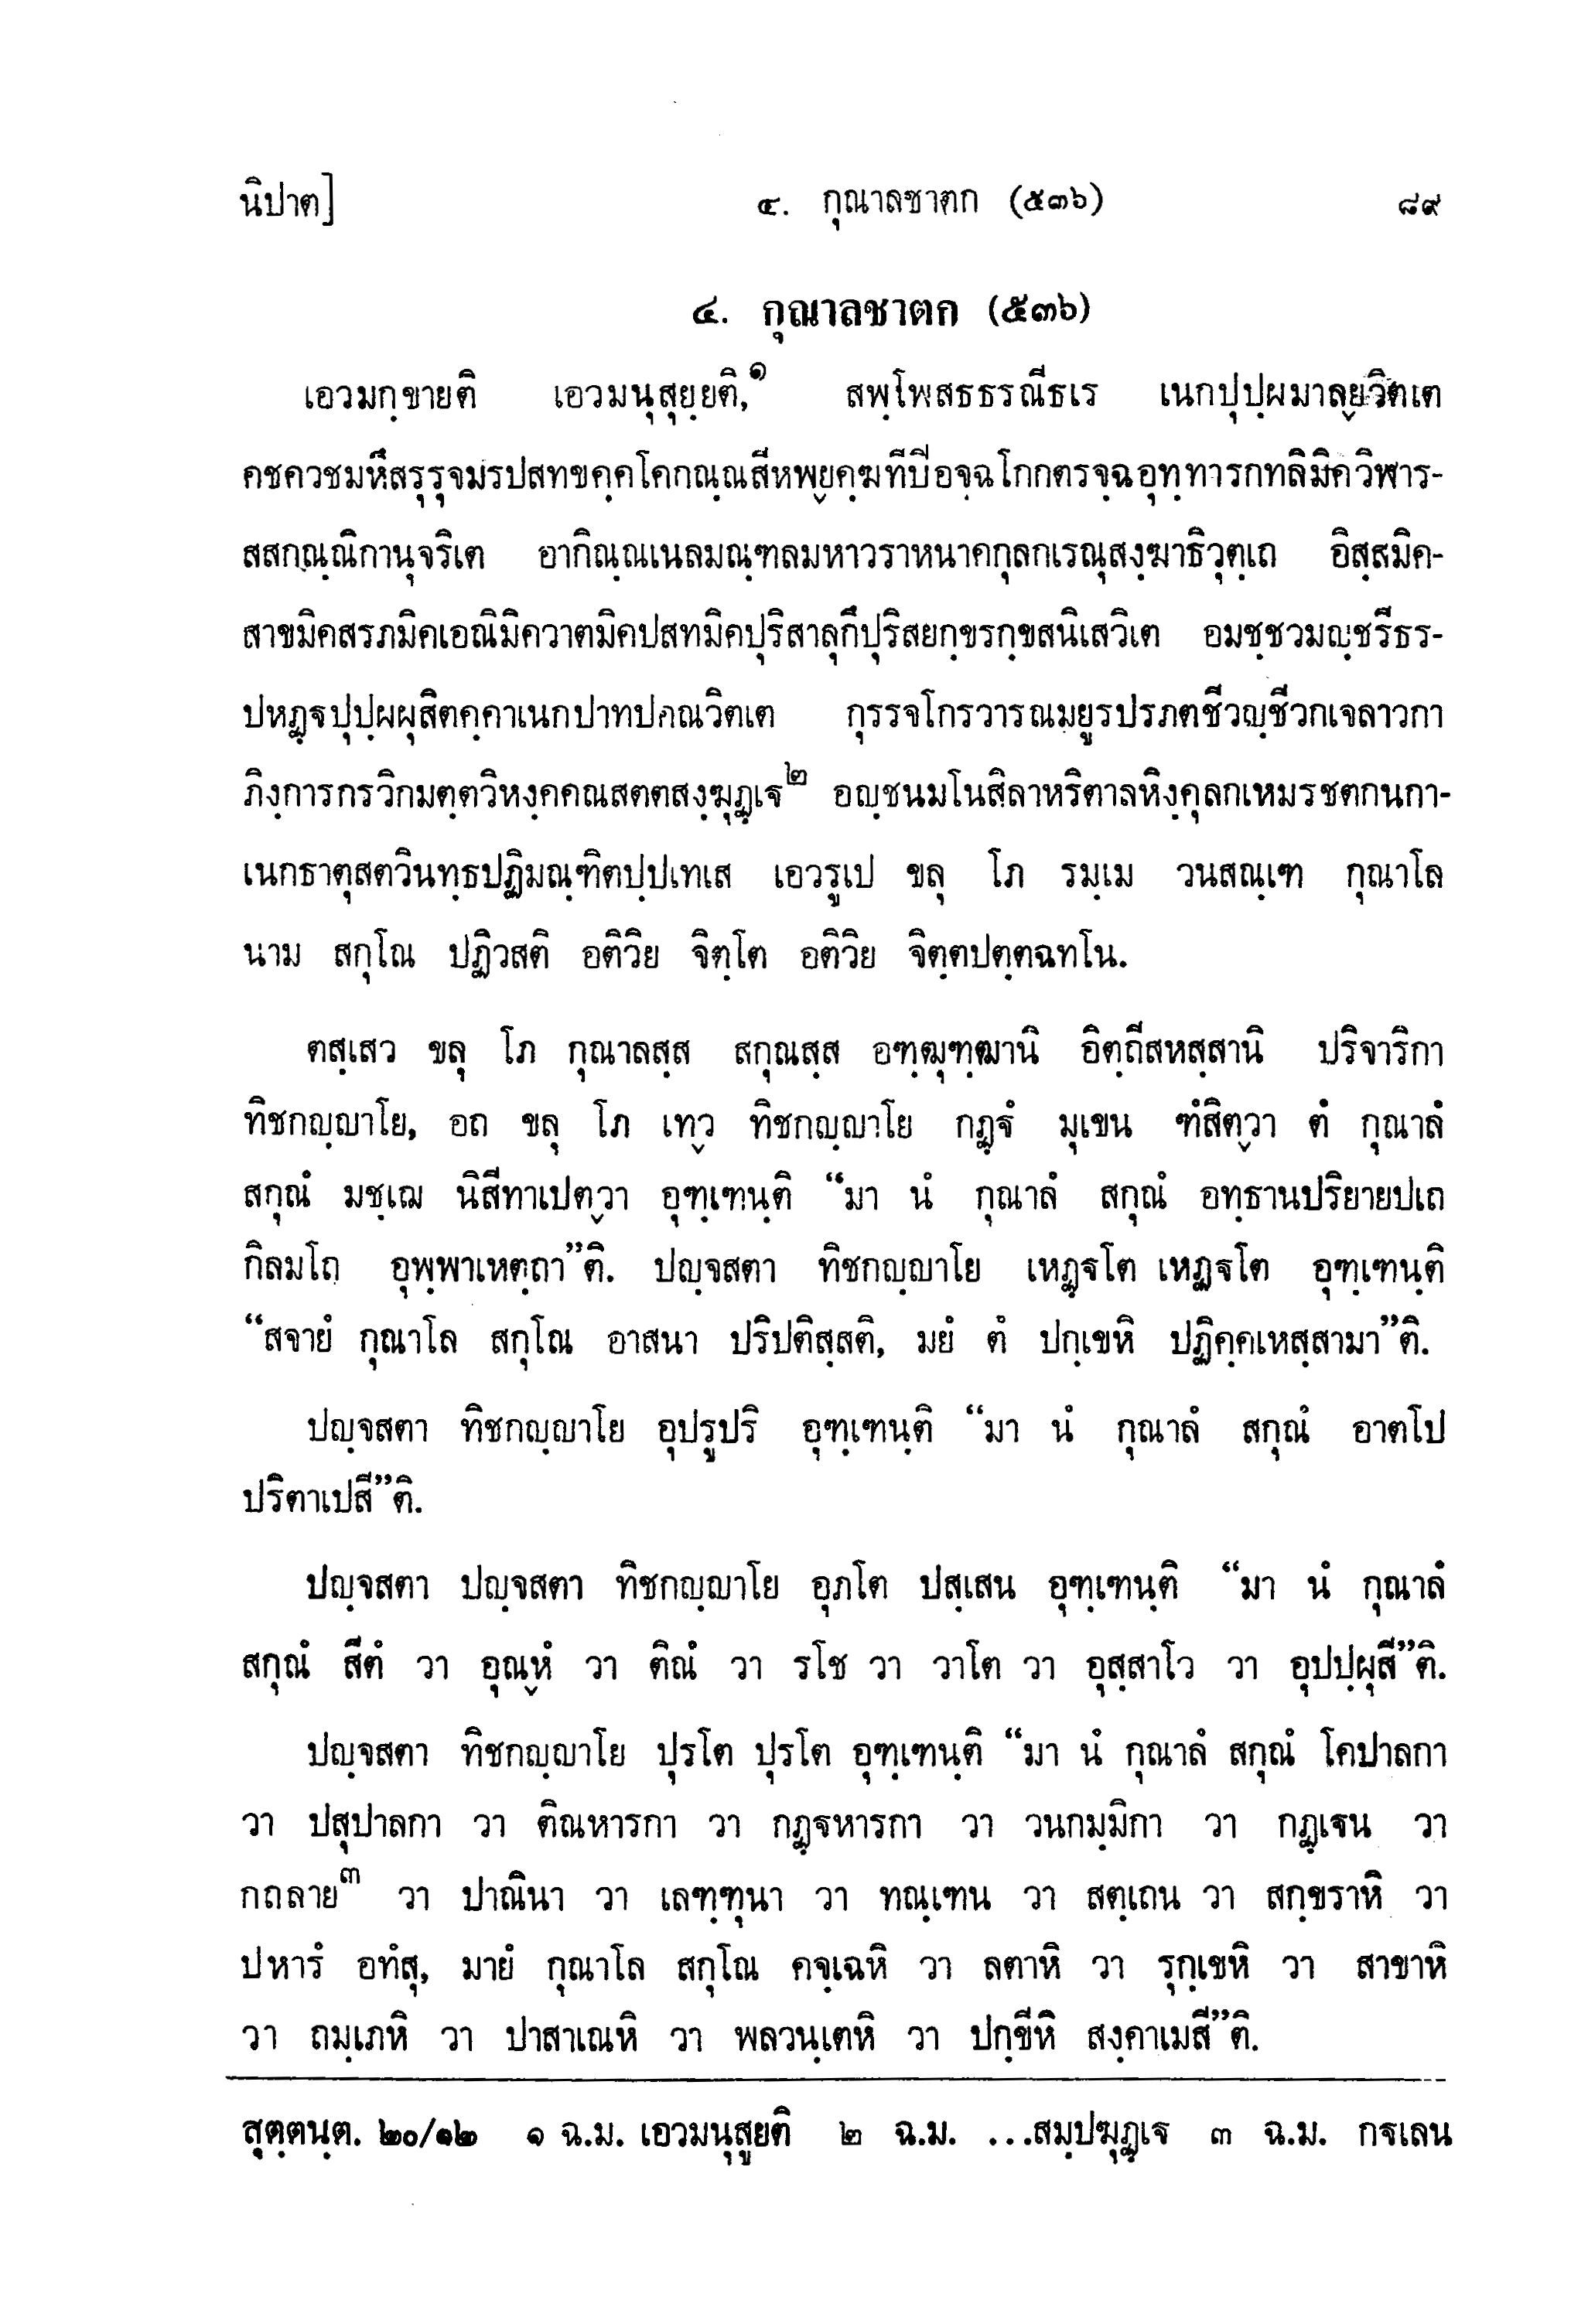 นิปาต] ๔. กุณาลชาตก (๕๓๖) ๘๙
๔. กุณาลชาตก (๕๓๖)
เอวมกฺขายติ เอวมนุสุยฺยติ,๑ สพฺโพสธธรณีธเร เนกปุปฺผมาลฺยวิตเต
คชควชมหึสรุรุจมรปสทขคฺคโคกณฺณสีหพฺยคฺฆทีปีอจฺฉโกกตรจฺฉอุทฺทารกทลิมิควิฬาร-
สสกณฺณิกานุจริเต อากิณฺณเนลมณฺฑลมหาวราหนาคกุลกเรณุสงฺฆาธิวุตฺเถ อิสฺสมิค-
สาขมิคสรภมิคเอณิมิควาตมิคปสทมิคปุริสาลุกึปุริสยกฺขรกฺขสนิเสวิเต อมชฺชวมญฺชรีธร-
ปหฏฺฐปุปฺผผุสิตคฺคาเนกปาทปคณวิตเต กุรรจโกรวารณมยูรปรภตชีวญฺชีวกเจลาวกา
ภิงฺการกรวิกมตฺตวิหงฺคคณสตตสงฺฆุฏฺเฐ๒ อญฺชนมโนสิลาหริตาลหิงฺคุลกเหมรชตกนกา-
เนกธาตุสตวินทฺธปฏิมณฺฑิตปฺปเทเส เอวรูเป ขลุ โภ รมฺเม วนสณฺเฑ กุณาโล
นาม สกุโณ ปฏิวสติ อติวิย จิตฺโต อติวิย จิตฺตปตฺตฉทโน.
ตสฺเสว ขลุ โภ กุณาลสฺส สกุณสฺส อฑฺฒุฑฺฒานิ อิตฺถีสหสฺสานิ ปริจาริกา
ทิชกญฺญาโย, อถ ขลุ โภ เทฺว ทิชกญฺญาโย กฏฺฐํ มุเขน ฑํสิตฺวา ตํ กุณาลํ
สกุณํ มชฺเฌ นิสีทาเปตฺวา อุฑฺเฑนฺติ “มา นํ กุณาลํ สกุณํ อทฺธานปริยายปเถ
กิลมโถ อุพฺพาเหตฺถา”ติ. ปญฺจสตา ทิชกญฺญาโย เหฏฺฐโต เหฏฺฐโต อุฑฺเฑนฺติ
“สจายํ กุณาโล สกุโณ อาสนา ปริปติสฺสติ, มยํ ตํ ปกฺเขหิ ปฏิคฺคเหสฺสามา”ติ.
ปญฺจสตา ทิชกญฺญาโย อุปรูปริ อุฑฺเฑนฺติ “มา นํ กุณาลํ สกุณํ อาตโป
ปริตาเปสี”ติ.
ปญฺจสตา ปญฺจสตา ทิชกญฺญาโย อุภโต ปสฺเสน อุฑฺเฑนฺติ “มา นํ กุณาลํ
สกุณํ สีตํ วา อุณฺหํ วา ติณํ วา รโช วา วาโต วา อุสฺสาโว วา อุปปฺผุสี”ติ.
ปญฺจสตา ทิชกญฺญาโย ปุรโต ปุรโต อุฑฺเฑนฺติ “มา นํ กุณาลํ สกุณํ โคปาลกา
วา ปสุปาลกา วา ติณหารกา วา กฏฺฐหารกา วา วนกมฺมิกา วา กฏฺเฐน วา
กถลาย๓ วา ปาณินา วา เลฑฺฑุนา วา ทณฺเฑน วา สตฺเถน วา สกฺขราหิ วา
ปหารํ อทํสุ, มายํ กุณาโล สกุโณ คจฺเฉหิ วา ลตาหิ วา รุกฺเขหิ วา สาขาหิ
วา ถมฺเภหิ วา ปาสาเณหิ วา พลวนฺเตหิ วา ปกฺขีหิ สงฺคาเมสี”ติ.
สุตฺตนฺต. ๒๐/๑๒ ๑ ฉ.ม. เอวมนุสูยติ ๒ ฉ.ม. ...สมฺปฆุฏฺเฐ ๓ ฉ.ม. กฐเลน